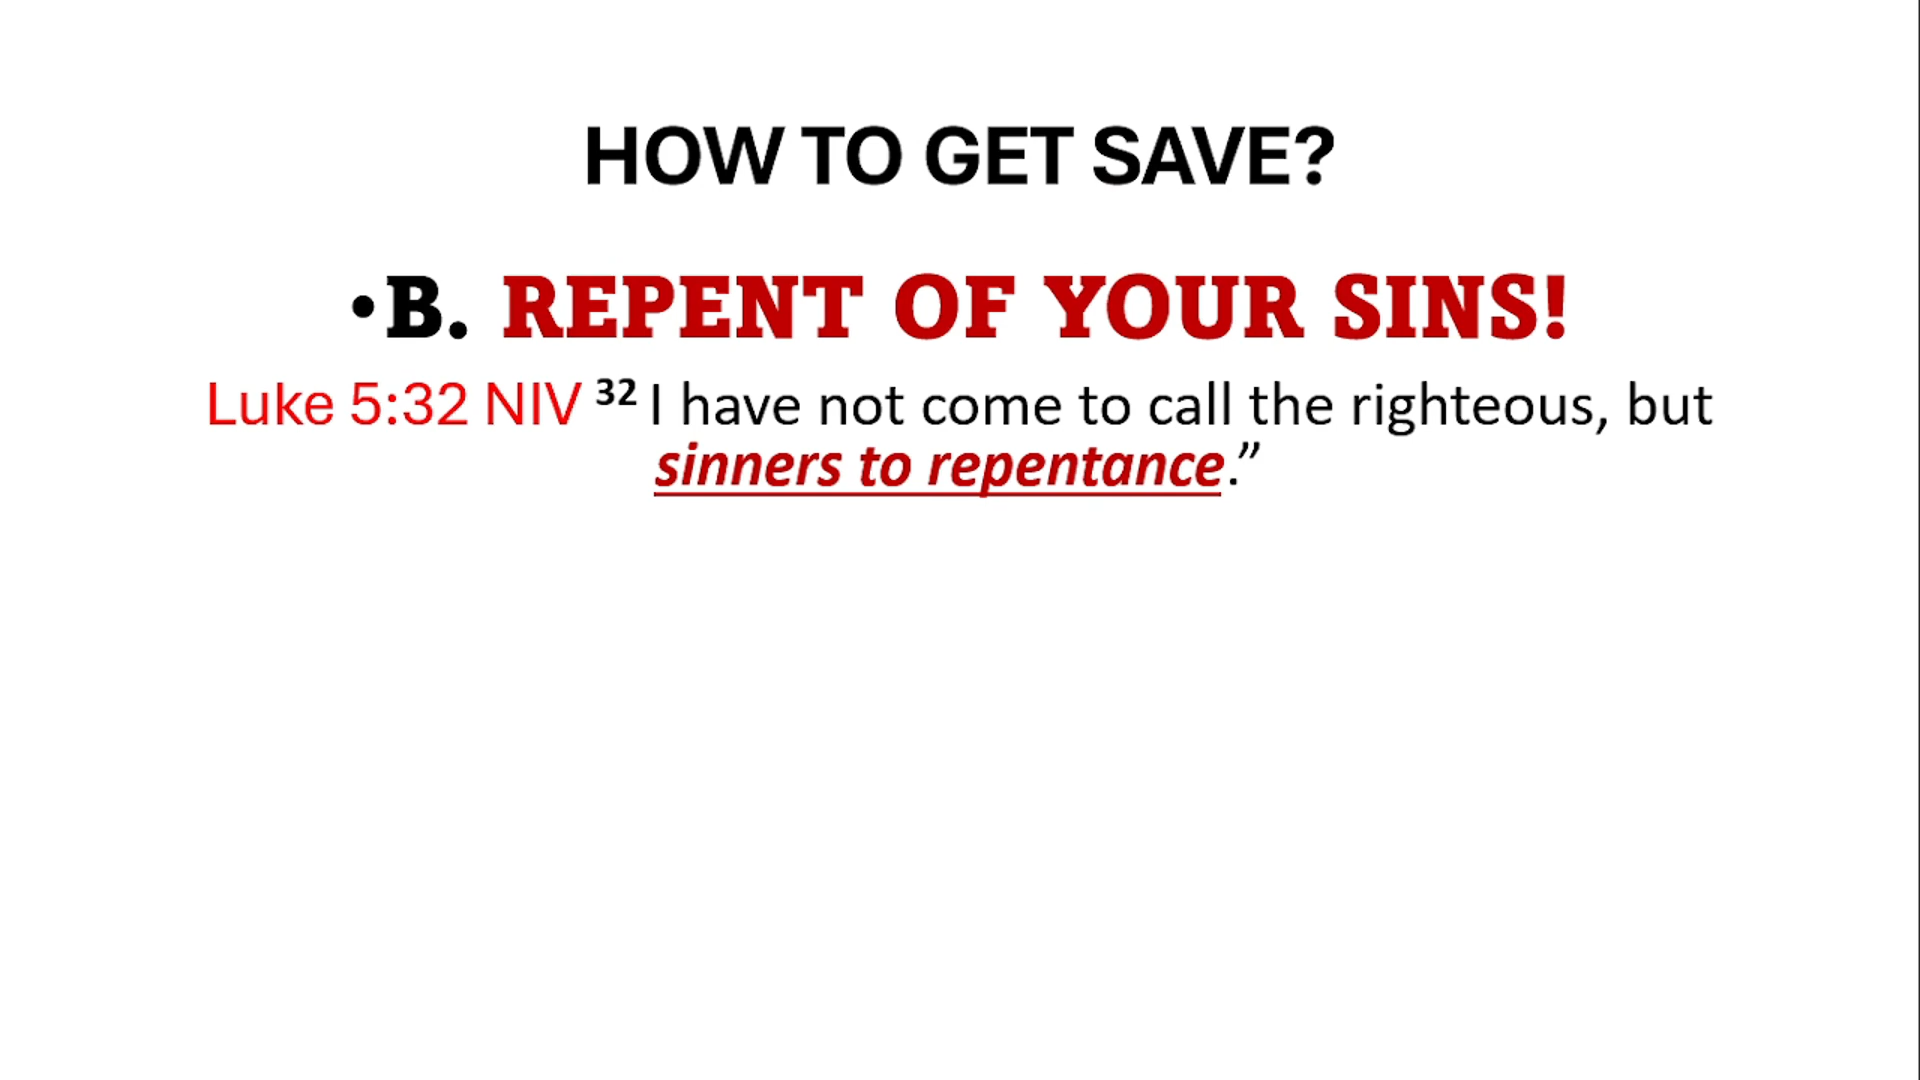 HOW TO GET SAVE?
•B. REPENT OF YOUR SINS!
Luke 5:32 NIV 32 I have not come to call the righteous, but
sinners to repentance.”